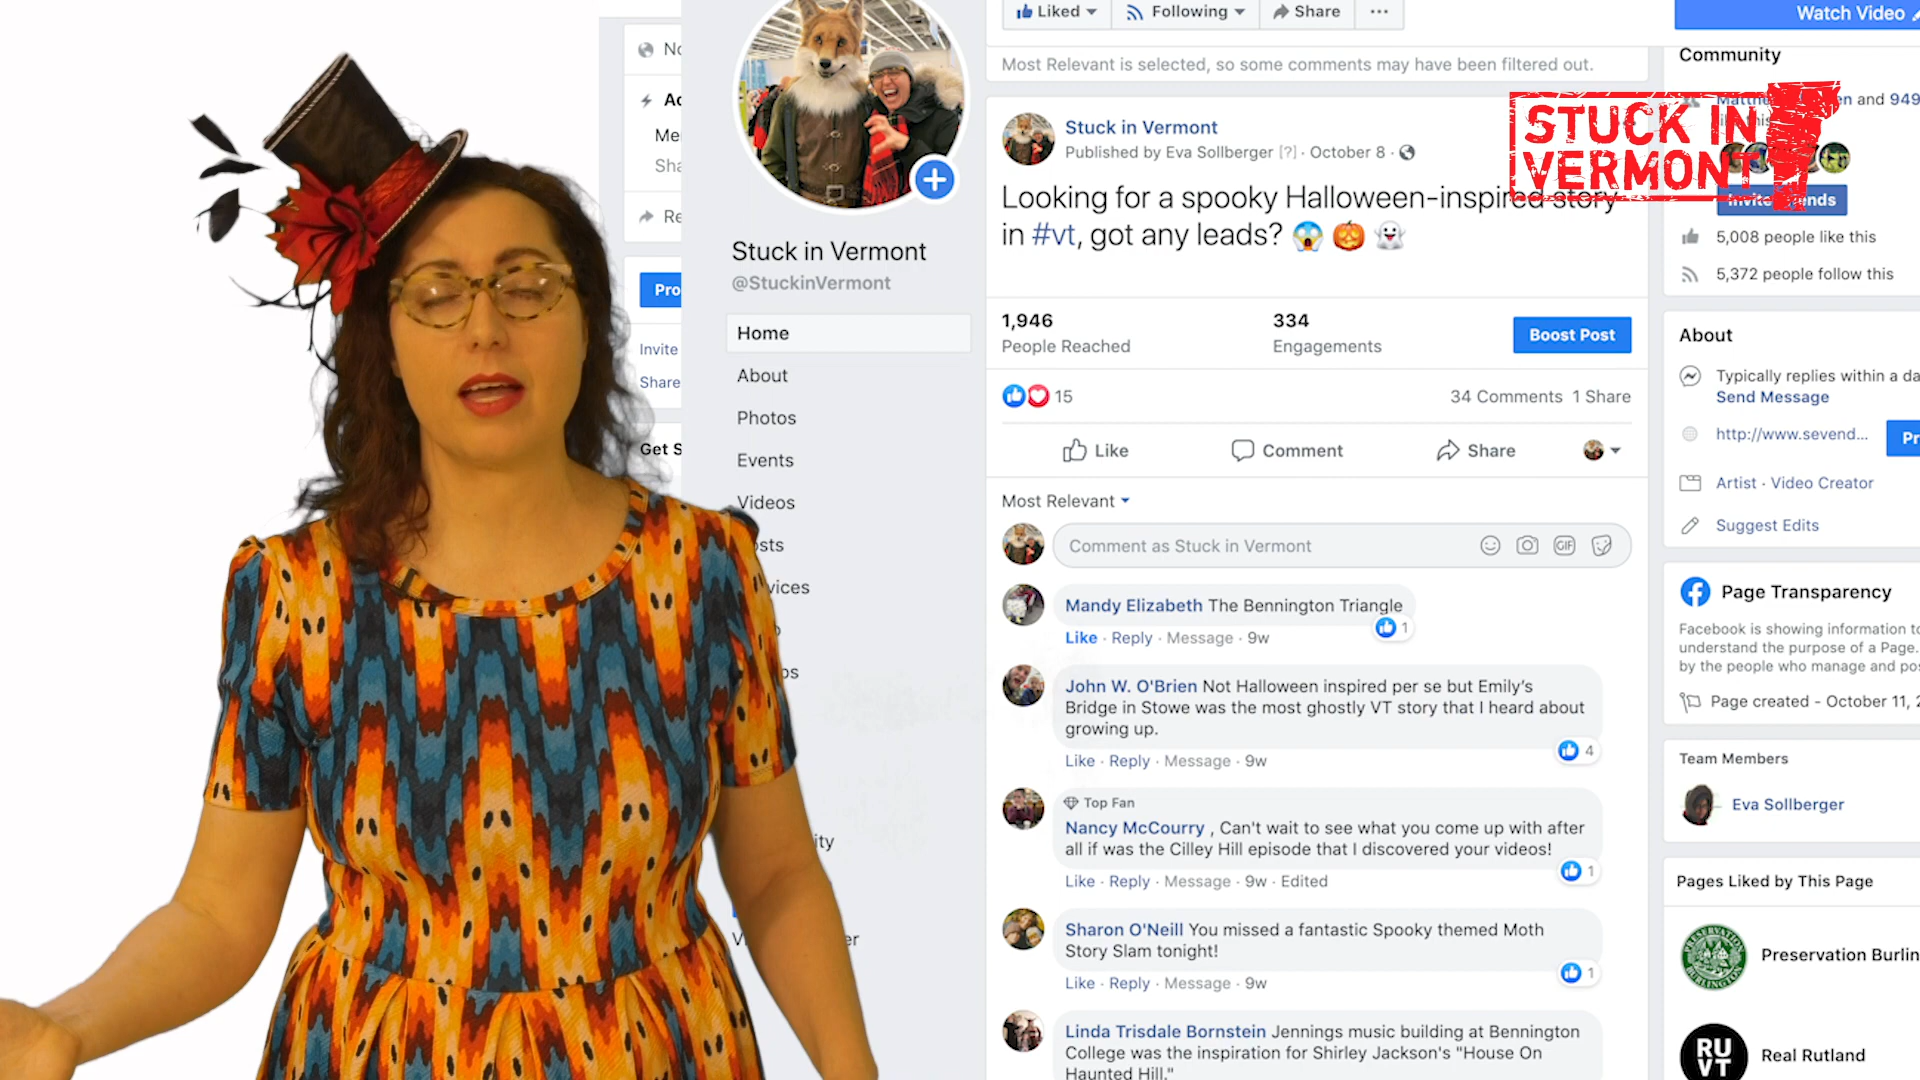 Liked
Following
Share
Watch Video
Most Relevant is selected, so some comments may have been filtered out.
Community
and 949
STUCK IN
VERMONT
Stuck in Vermont
Published by Eva Sollberger [?] · October 8 ·
Looking for a spooky Halloween-inspired story
in #vt, got any leads?
5,008 people like this
5,372 people follow this
Stuck in Vermont
@StuckinVermont
Home
About
Photos
Events
Videos
Invite
Share
1,946
People Reached
334
Engagements
Boost Post
15
34 Comments 1 Share
Like
Comment
Share
About
Typically replies within a da
Send Message
http://www.sevend...
Artist · Video Creator
Suggest Edits
Most Relevant
Comment as Stuck in Vermont
GIF
Mandy Elizabeth The Bennington Triangle
1
Like · Reply · Message · 9w
John W. O'Brien Not Halloween inspired per se but Emily's
Bridge in Stowe was the most ghostly VT story that I heard about
growing up.
4
Like · Reply · Message · 9w
Top Fan
Nancy McCourry , Can't wait to see what you come up with after
all if was the Cilley Hill episode that I discovered your videos!
1
Like · Reply · Message · 9w · Edited
Sharon O'Neill You missed a fantastic Spooky themed Moth
Story Slam tonight!
1
Like · Reply · Message · 9w
Linda Trisdale Bornstein Jennings music building at Bennington
College was the inspiration for Shirley Jackson's "House On
Haunted Hill."
Page Transparency
Facebook is showing information to
understand the purpose of a Page.
by the people who manage and pos
Page created - October 11, 2
Team Members
Eva Sollberger
Pages Liked by This Page
PRESERVATION
BURLINGTON
Preservation Burlin
RU
VT
Real Rutland